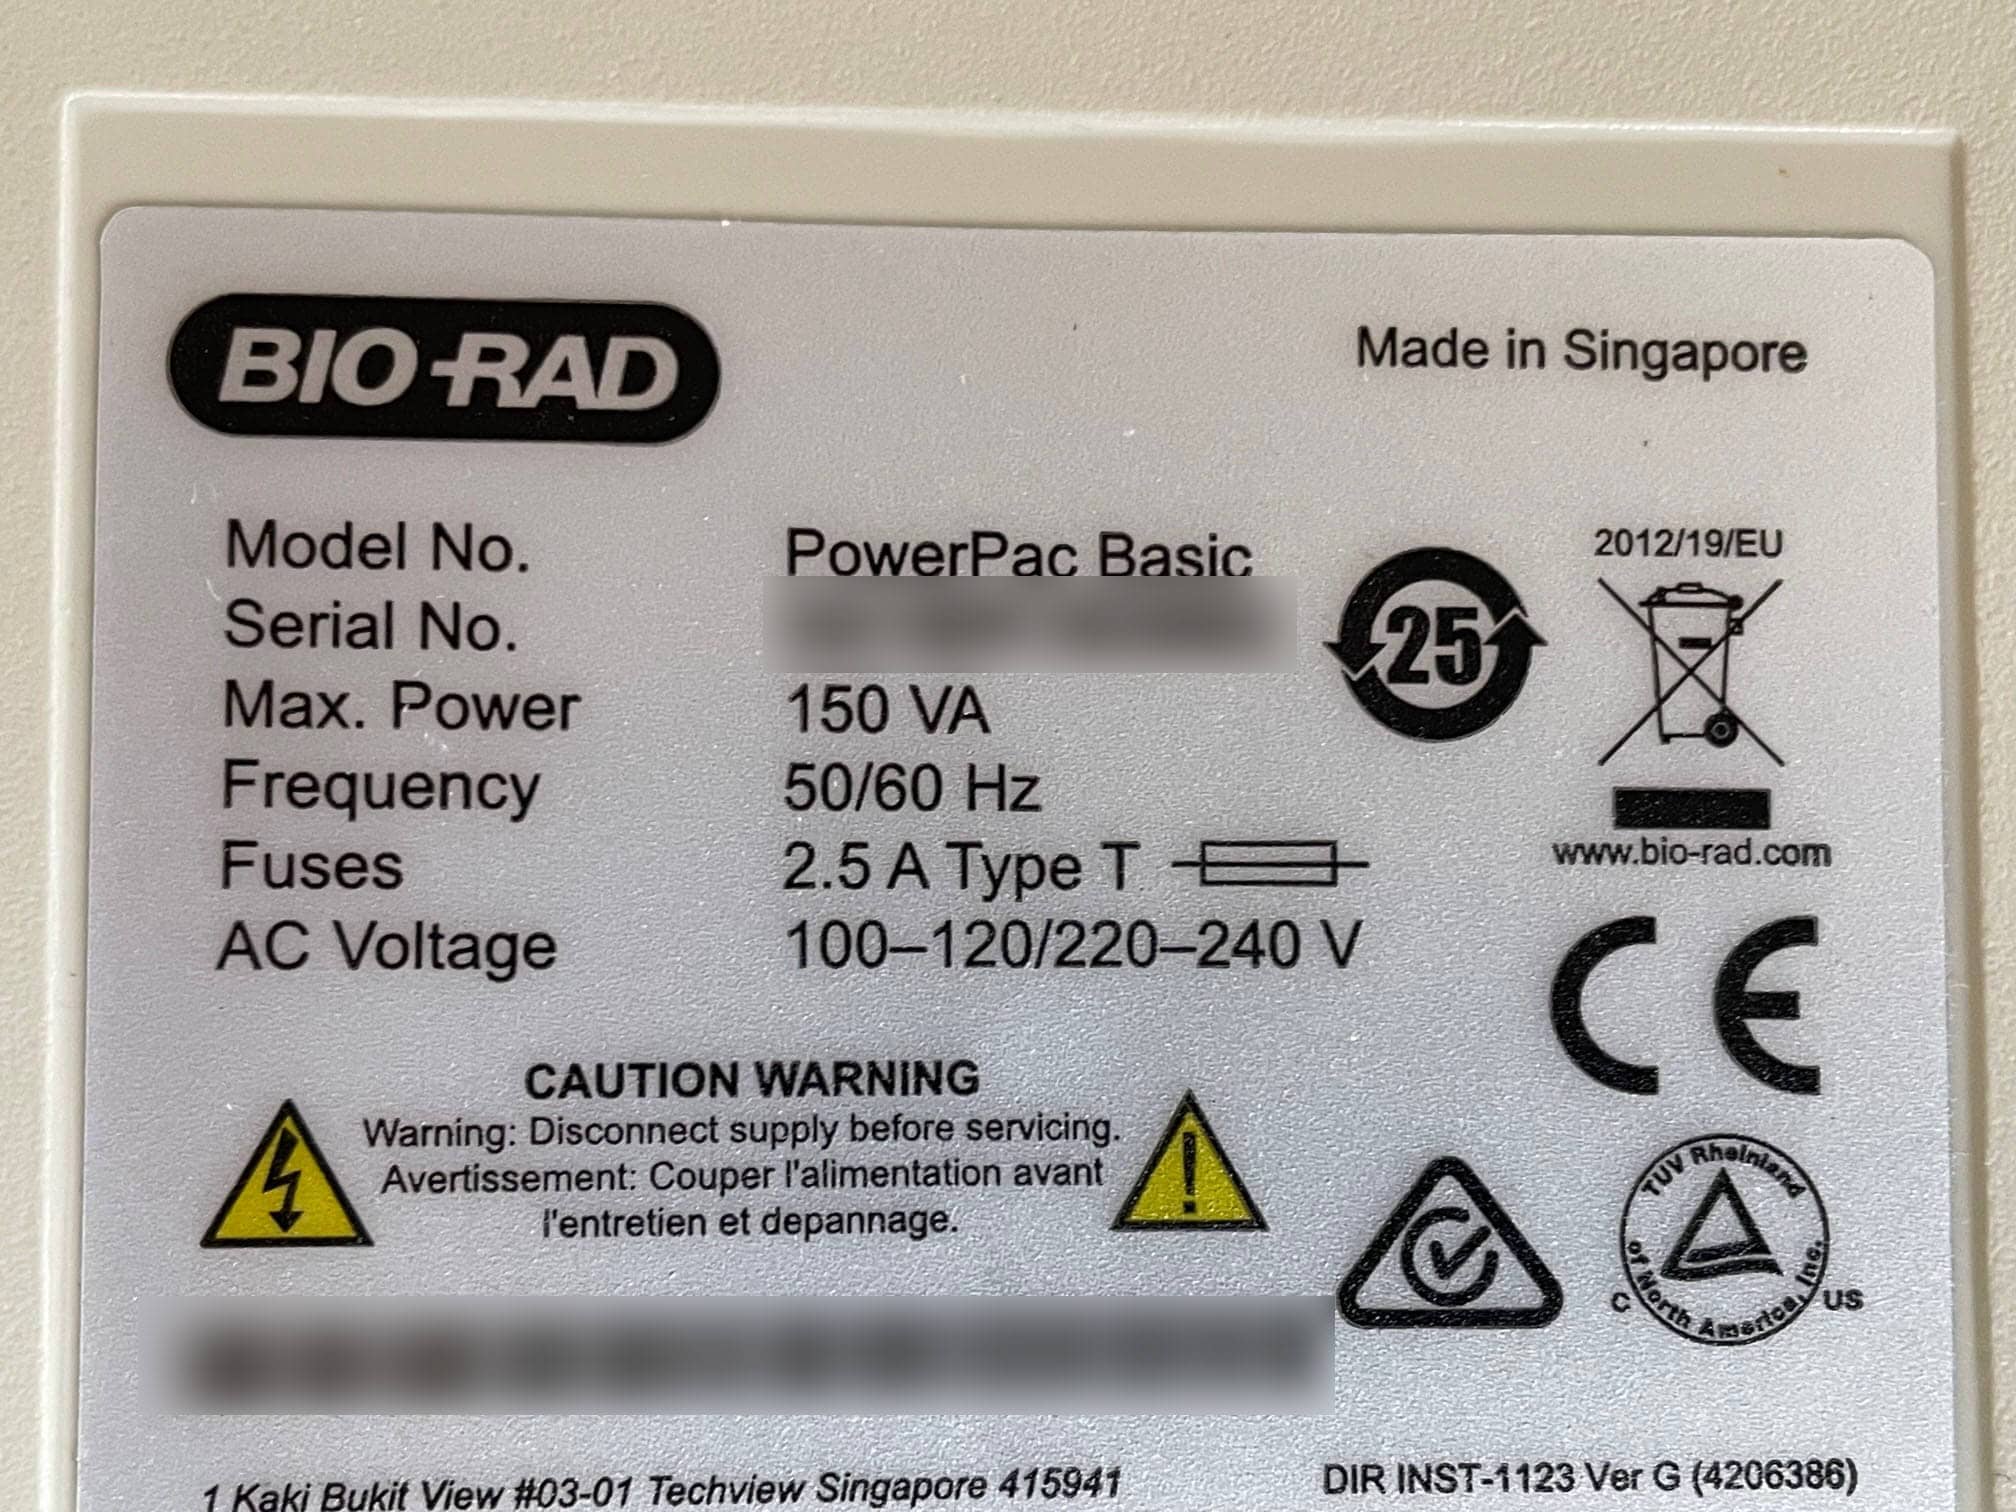 BIO-RAD
Made in Singapore
Model No. PowerPac Basic
Serial No.
Max. Power 150 VA
Frequency 50/60 Hz
Fuses 2.5 A Type T
AC Voltage 100–120/220–240 V
25
2012/19/EU
www.bio-rad.com
CE
CAUTION WARNING
Warning: Disconnect supply before servicing.
Avertissement: Couper l'alimentation avant
l'entretien et depannage.
TUV Rheinland
of North America, Inc.
C US
1 Kaki Bukit View #03-01 Techview Singapore 415941
DIR INST-1123 Ver G (4206386)